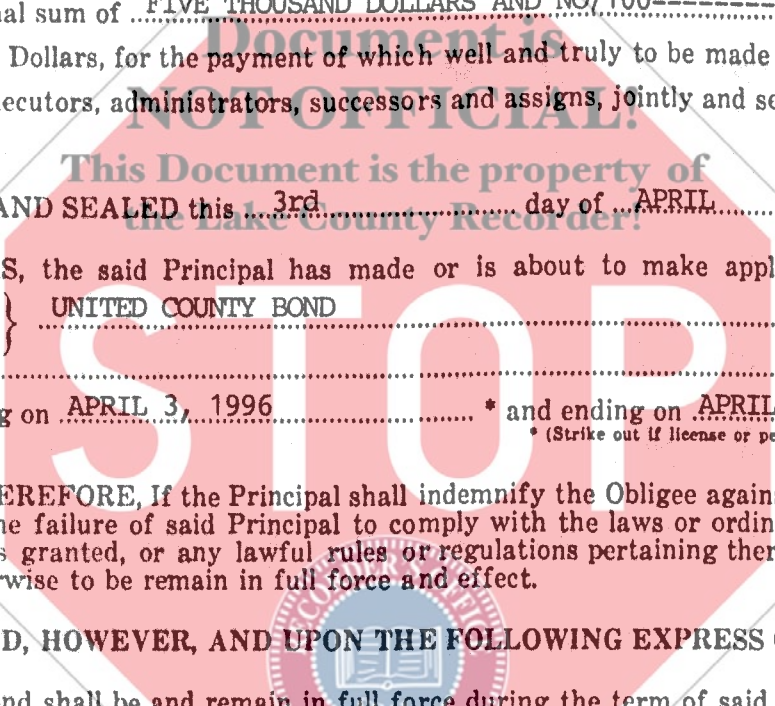 nal sum of FIVE THOUSAND DOLLARS AND NO/100----------
Document is
Dollars, for the payment of which well and truly to be made
NOT OFFICIAL!
ecutors, administrators, successors and assigns, jointly and se
This Document is the property of
AND SEALED this 3rd day of APRIL
the Lake County Recorder!
S, the said Principal has made or is about to make appl
} UNITED COUNTY BOND
STOP
g on APRIL 3, 1996 * and ending on APRIL
* (Strike out if license or pe
EREFORE, If the Principal shall indemnify the Obligee agains
he failure of said Principal to comply with the laws or ordin
s granted, or any lawful rules or regulations pertaining ther
rwise to be remain in full force and effect.
RECORDER'S OFFICE
D, HOWEVER, AND UPON THE FOLLOWING EXPRESS
nd shall be and remain in full force during the term of said